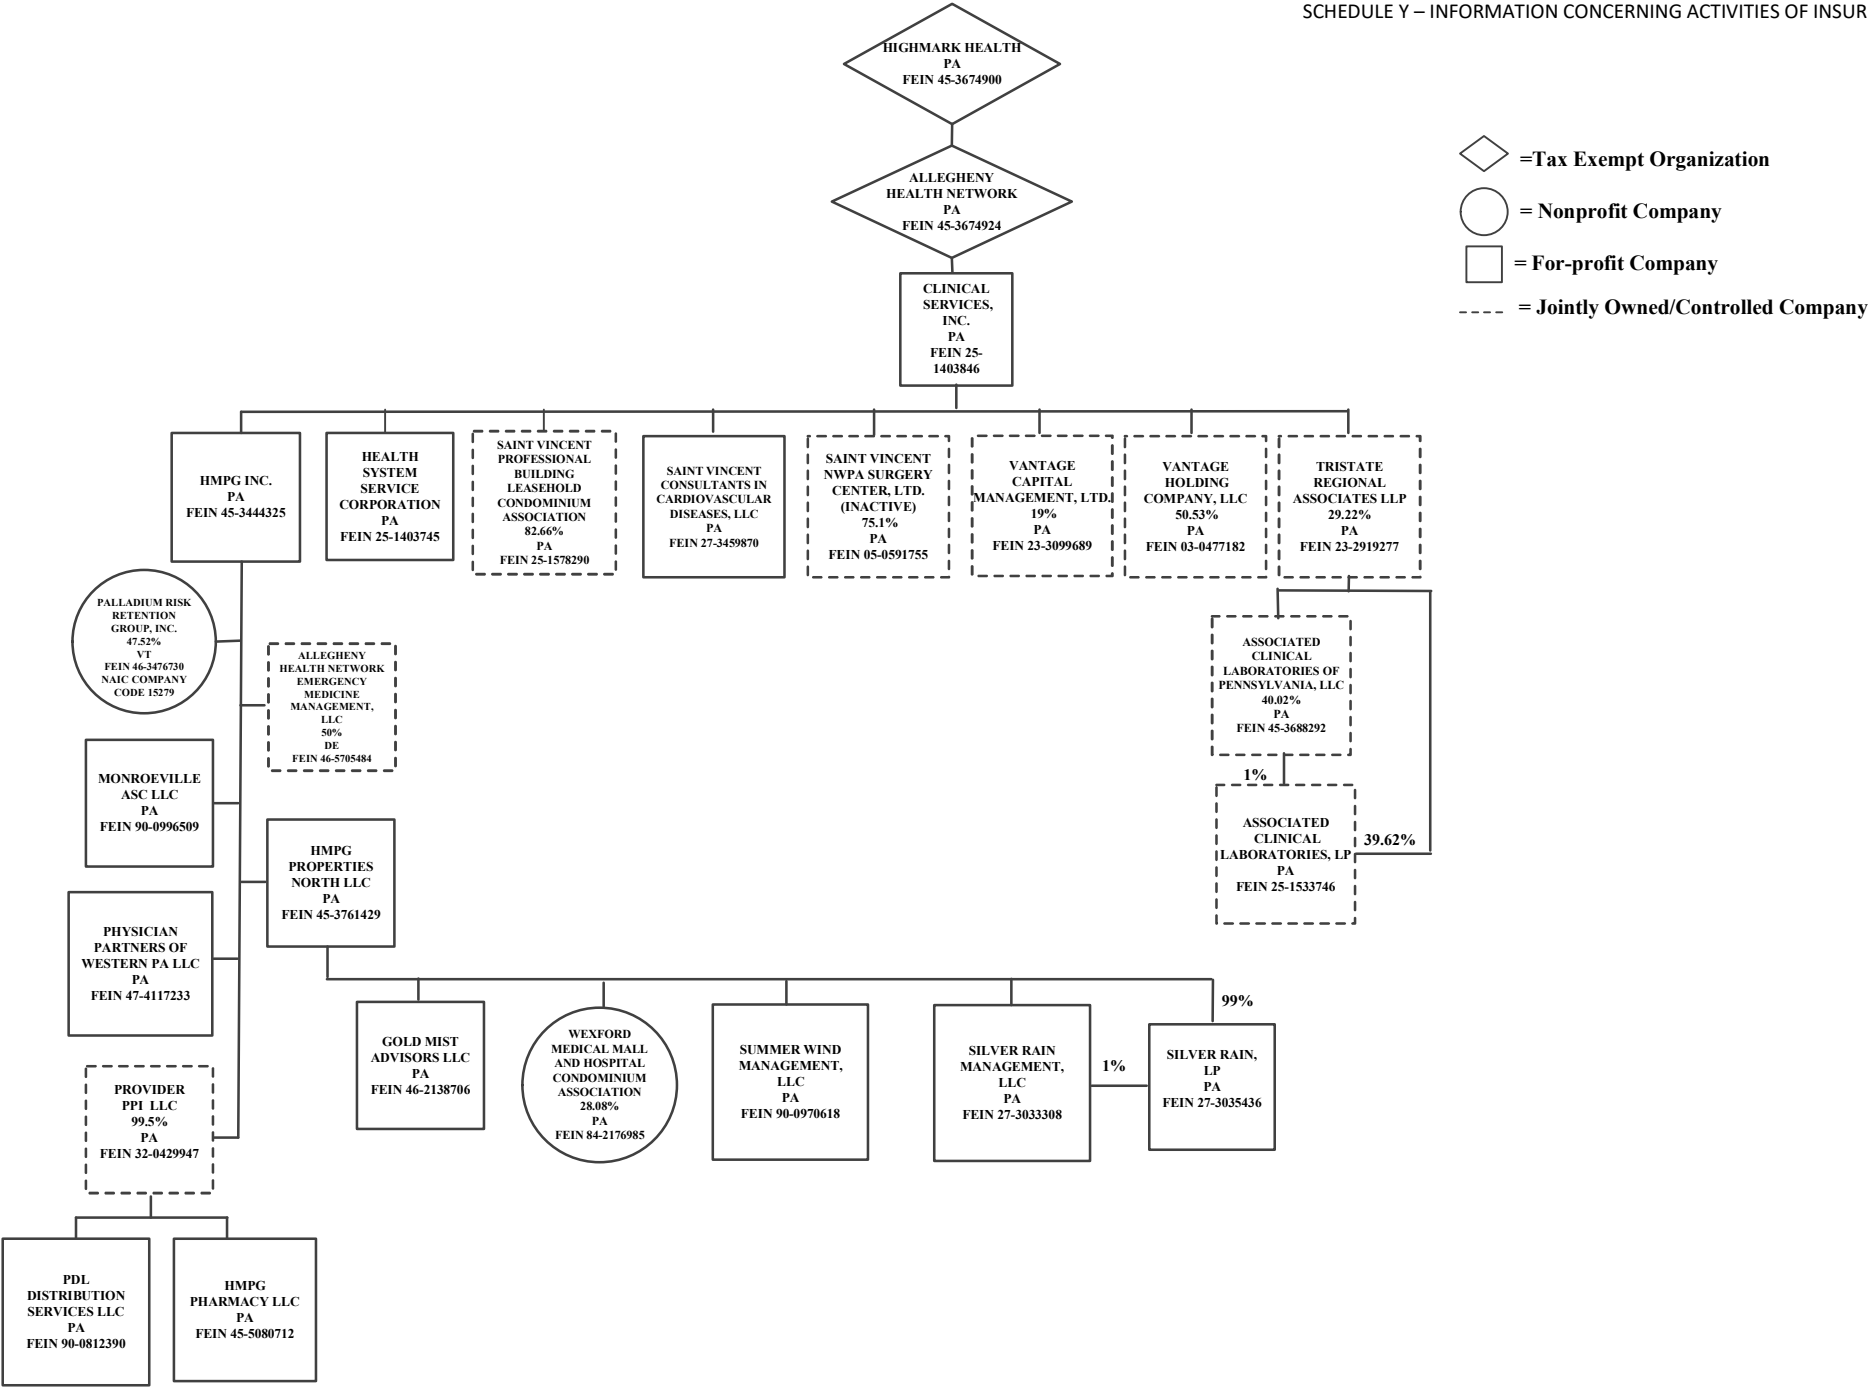 SCHEDULE Y – INFORMATION CONCERNING ACTIVITIES OF INSUR
HIGHMARK HEALTH
PA
FEIN 45-3674900
ALLEGHENY
HEALTH NETWORK
PA
FEIN 45-3674924
=Tax Exempt Organization
= Nonprofit Company
= For-profit Company
= Jointly Owned/Controlled Company
CLINICAL
SERVICES,
INC.
PA
FEIN 25-
1403846
HMPG INC.
PA
FEIN 45-3444325
HEALTH
SYSTEM
SERVICE
CORPORATION
PA
FEIN 25-1403745
SAINT VINCENT
PROFESSIONAL
BUILDING
LEASEHOLD
CONDOMINIUM
ASSOCIATION
82.66%
PA
FEIN 25-1578290
SAINT VINCENT
CONSULTANTS IN
CARDIOVASCULAR
DISEASES, LLC
PA
FEIN 27-3459870
SAINT VINCENT
NWPA SURGERY
CENTER, LTD.
(INACTIVE)
75.1%
PA
FEIN 05-0591755
VANTAGE
CAPITAL
MANAGEMENT, LTD.
19%
PA
FEIN 23-3099689
VANTAGE
HOLDING
COMPANY, LLC
50.53%
PA
FEIN 03-0477182
TRISTATE
REGIONAL
ASSOCIATES LLP
29.22%
PA
FEIN 23-2919277
PALLADIUM RISK
RETENTION
GROUP, INC.
47.52%
VT
FEIN 46-3476730
NAIC COMPANY
CODE 15279
ALLEGHENY
HEALTH NETWORK
EMERGENCY
MEDICINE
MANAGEMENT,
LLC
50%
DE
FEIN 46-5705484
ASSOCIATED
CLINICAL
LABORATORIES OF
PENNSYLVANIA, LLC
40.02%
PA
FEIN 45-3688292
1%
ASSOCIATED
CLINICAL
LABORATORIES, LP
PA
FEIN 25-1533746
39.62%
MONROEVILLE
ASC LLC
PA
FEIN 90-0996509
HMPG
PROPERTIES
NORTH LLC
PA
FEIN 45-3761429
PHYSICIAN
PARTNERS OF
WESTERN PA LLC
PA
FEIN 47-4117233
GOLD MIST
ADVISORS LLC
PA
FEIN 46-2138706
WEXFORD
MEDICAL MALL
AND HOSPITAL
CONDOMINIUM
ASSOCIATION
28.08%
PA
FEIN 84-2176985
SUMMER WIND
MANAGEMENT,
LLC
PA
FEIN 90-0970618
SILVER RAIN
MANAGEMENT,
LLC
PA
FEIN 27-3033308
1%
99%
SILVER RAIN,
LP
PA
FEIN 27-3035436
PROVIDER
PPI LLC
99.5%
PA
FEIN 32-0429947
PDL
DISTRIBUTION
SERVICES LLC
PA
FEIN 90-0812390
HMPG
PHARMACY LLC
PA
FEIN 45-5080712